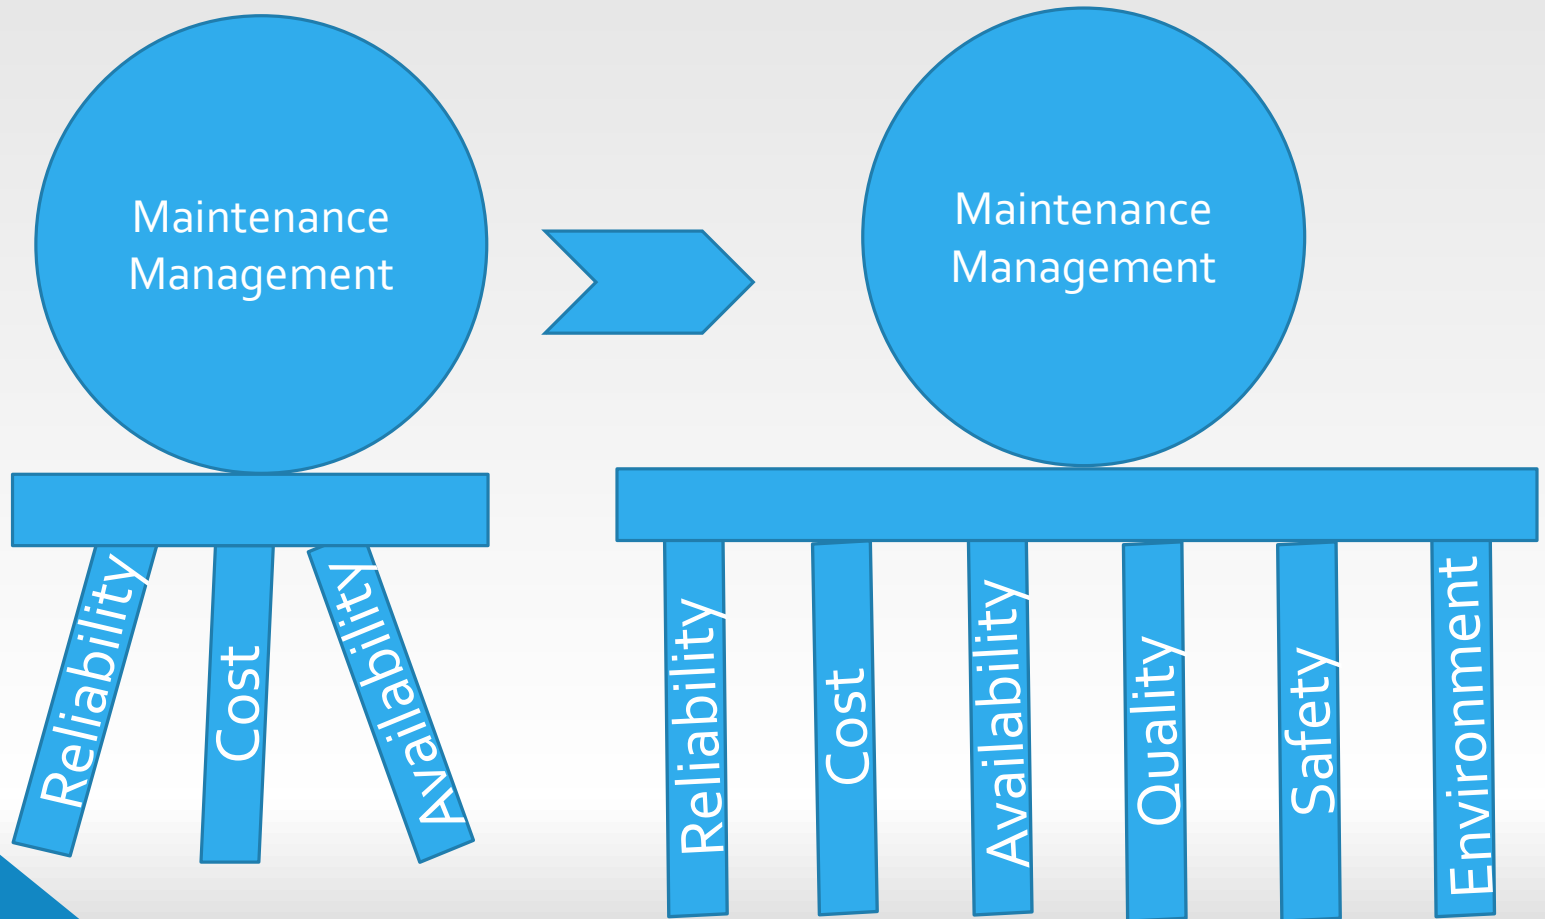 Maintenance
Management
Reliability
Cost
Availability
Maintenance
Management
Reliability
Cost
Availability
Quality
Safety
Environment